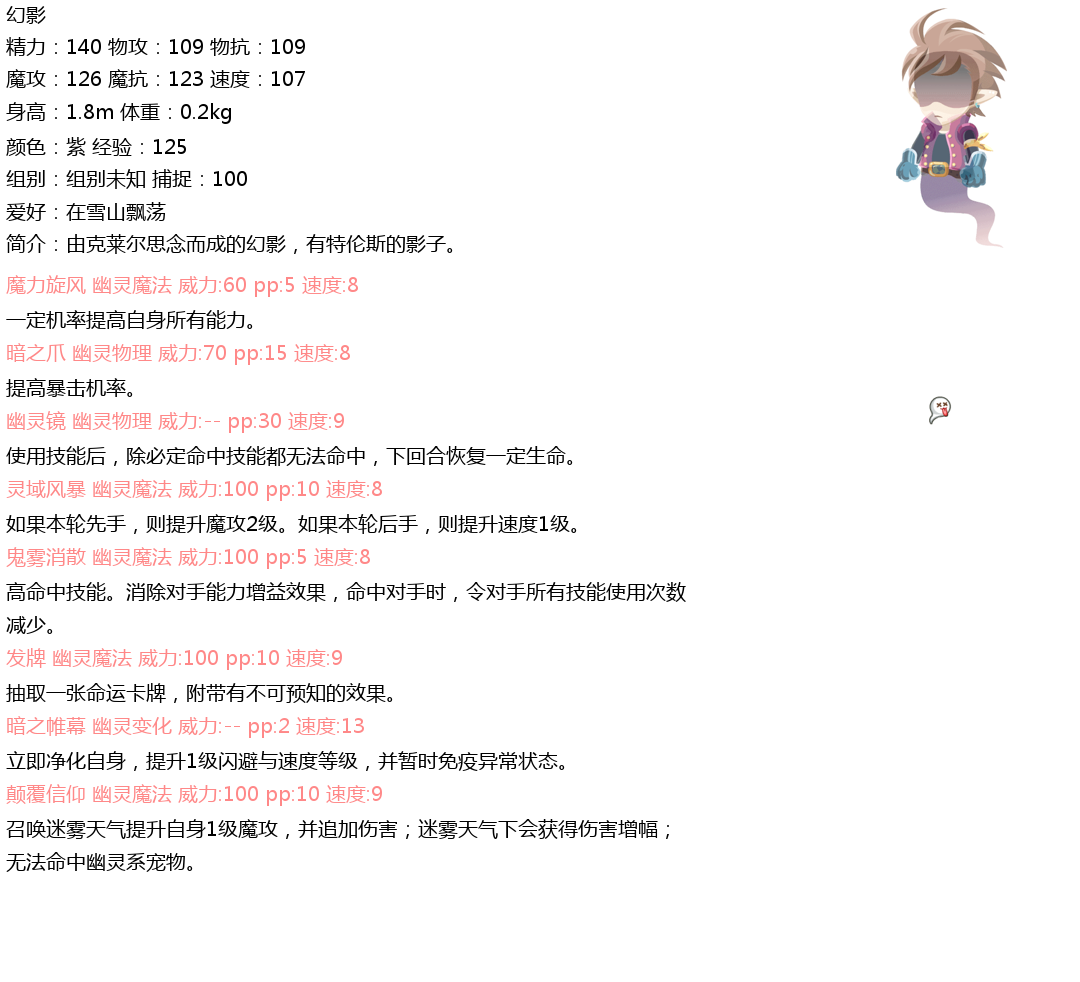 幻影
精力：140 物攻：109 物抗：109
魔攻：126 魔抗：123 速度：107
身高：1.8m 体重：0.2kg
颜色：紫 经验：125
组别：组别未知 捕捉：100
爱好：在雪山飘荡
简介：由克莱尔思念而成的幻影，有特伦斯的影子。
魔力旋风 幽灵魔法 威力:60 pp:5 速度:8
一定机率提高自身所有能力。
暗之爪 幽灵物理 威力:70 pp:15 速度:8
提高暴击机率。
幽灵镜 幽灵物理 威力:-- pp:30 速度:9
使用技能后，除必定命中技能都无法命中，下回合恢复一定生命。
灵域风暴 幽灵魔法 威力:100 pp:10 速度:8
如果本轮先手，则提升魔攻2级。如果本轮后手，则提升速度1级。
鬼雾消散 幽灵魔法 威力:100 pp:5 速度:8
高命中技能。消除对手能力增益效果，命中对手时，令对手所有技能使用次数
减少。
发牌 幽灵魔法 威力:100 pp:10 速度:9
抽取一张命运卡牌，附带有不可预知的效果。
暗之帷幕 幽灵变化 威力:-- pp:2 速度:13
立即净化自身，提升1级闪避与速度等级，并暂时免疫异常状态。
颠覆信仰 幽灵魔法 威力:100 pp:10 速度:9
召唤迷雾天气提升自身1级魔攻，并追加伤害；迷雾天气下会获得伤害增幅；
无法命中幽灵系宠物。